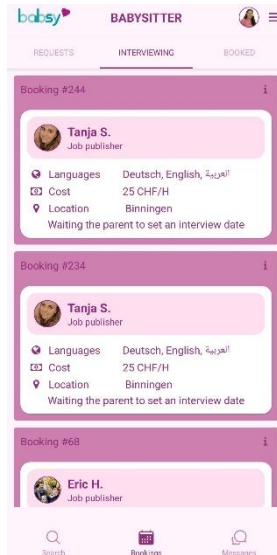 babsy
BABYSITTER
REQUESTS INTERVIEWING BOOKED
Booking #244 i
Tanja S.
Job publisher
Languages Deutsch, English, العربية
Cost 25 CHF/H
Location Binningen
Waiting the parent to set an interview date
Booking #234 i
Tanja S.
Job publisher
Languages Deutsch, English, العربية
Cost 25 CHF/H
Location Binningen
Waiting the parent to set an interview date
Booking #68 i
Eric H.
Job publisher
Search Bookings Messages